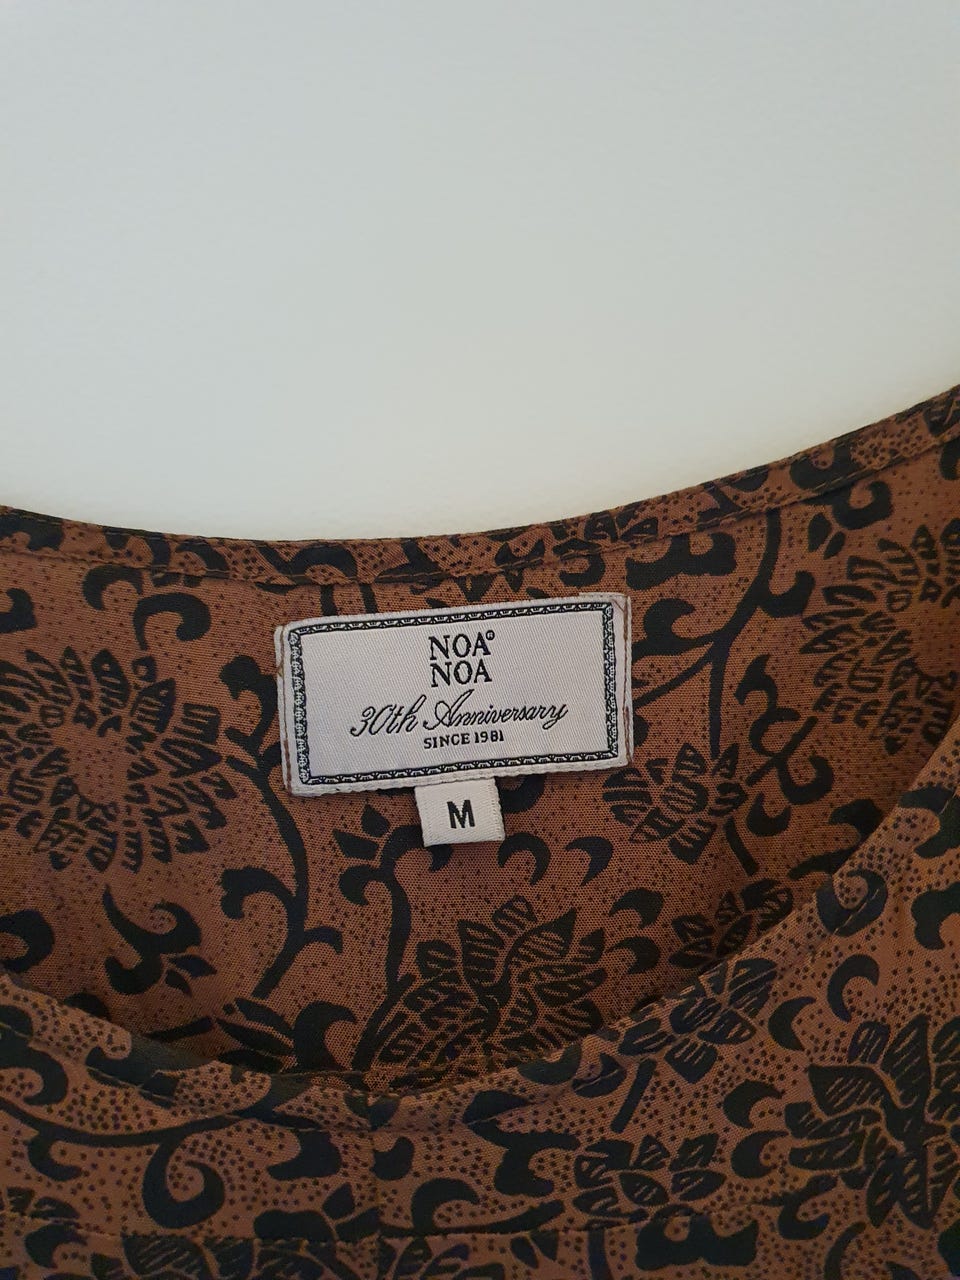 NOA
NOA
30th Anniversary
SINCE 1981
M